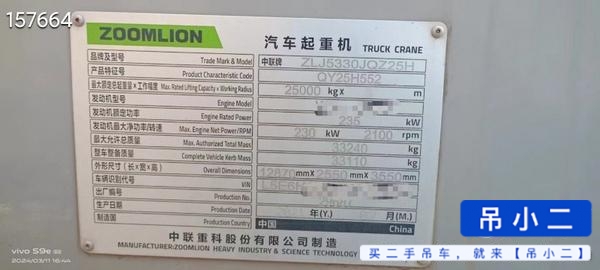 157664
ZOOMLION 汽车起重机 TRUCK CRANE
品牌及型号 Trade Mark & Model 中联牌 ZLJ5330JQZ25H
产品特征号 Product Characteristic Code QY25H552
最大额定总起重量×工作幅度 Max. Rated Lifting Capacity × Working Radius 25000 kg x m
发动机型号 Engine Model
发动机额定功率 Engine Rated Power 235 kW
发动机最大净功率/转速 Max. Engine Net Power/RPM 230 kW 2100 rpm
最大允许总质量 Max. Authorized Total Mass 33240 kg
整车整备质量 Complete Vehicle Kerb Mass 33110 kg
外形尺寸(长×宽×高) Overall Dimensions 12870 mm X 2550 mm X 3550 mm
车辆识别代号 VIN
出厂编号 Production No.
生产日期 Production Date 年(Y.) 月(M.)
制造国 Production Country 中国 China
中联重科股份有限公司制造
MANUFACTURER:ZOOMLION HEAVY INDUSTRY & SCIENCE TECHNOLOGY
吊小二
买二手吊车,就来【吊小二】
vivo S9e
2024/03/11 16:44